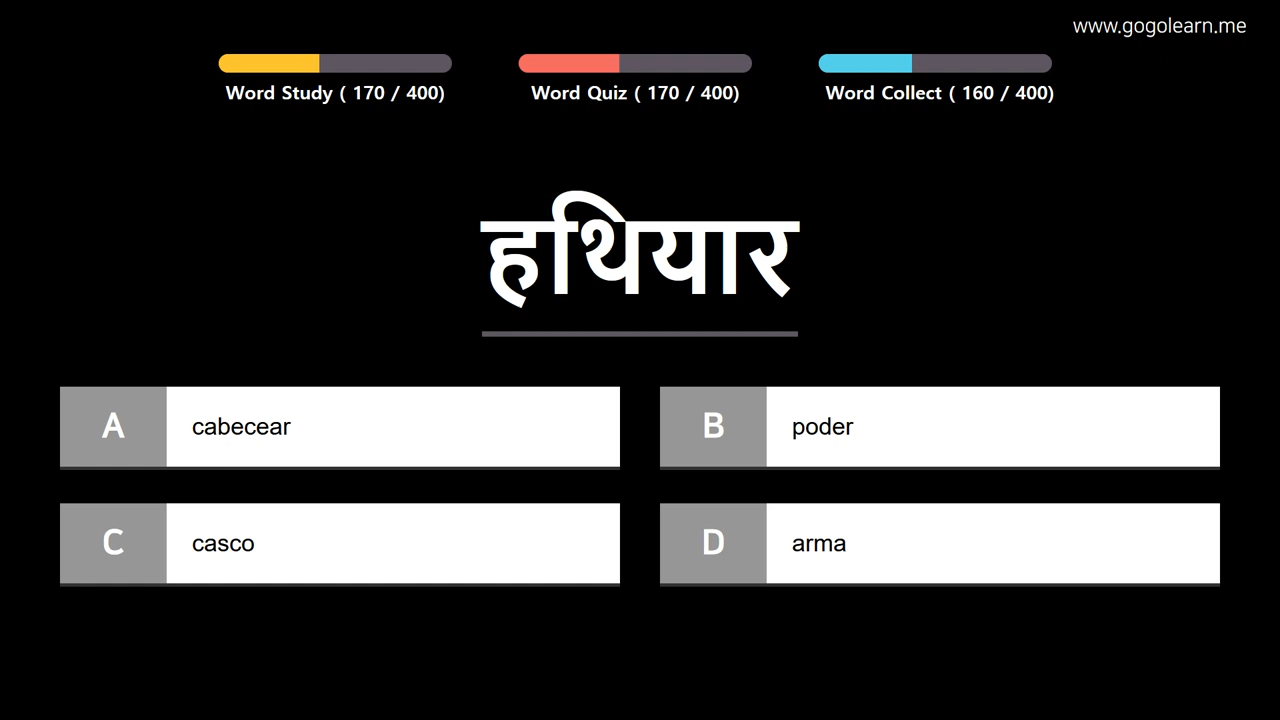 www.gogolearn.me
Word Study ( 170 / 400)
Word Quiz ( 170 / 400)
Word Collect ( 160 / 400)
हथियार
A cabecear
B poder
C casco
D arma